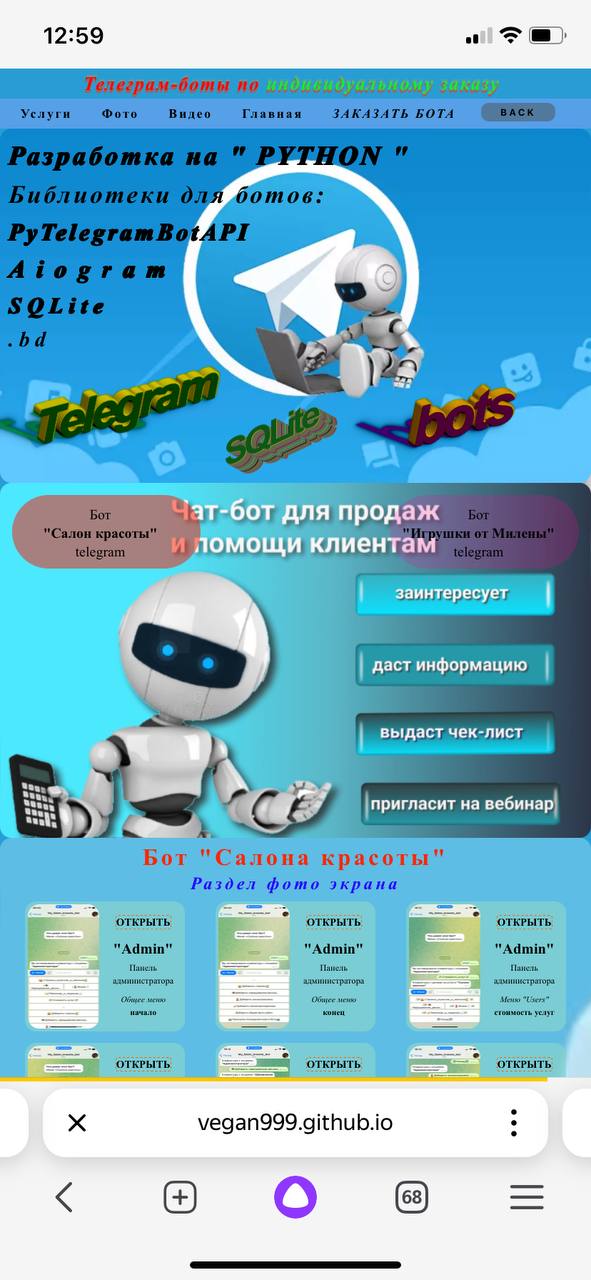 12:59
Телеграм-боты по индивидуальному заказу
Услуги Фото Видео Главная ЗАКАЗАТЬ БОТА BACK
Разработка на " PYTHON "
Библиотеки для ботов:
PyTelegramBotAPI
Aiogram
SQLite
.bd
Telegram
SQLite
bots
Чат-бот для продаж
и помощи клиентам
Бот
"Салон красоты"
telegram
Бот
"Игрушки от Милены"
telegram
заинтересует
даст информацию
выдаст чек-лист
пригласит на вебинар
Бот "Салона красоты"
Раздел фото экрана
ОТКРЫТЬ
"Admin"
Панель
администратора
Общее меню
начало
ОТКРЫТЬ
"Admin"
Панель
администратора
Общее меню
конец
ОТКРЫТЬ
"Admin"
Панель
администратора
Меню "Users"
стоимость услуг
ОТКРЫТЬ
ОТКРЫТЬ
ОТКРЫТЬ
vegan999.github.io
68